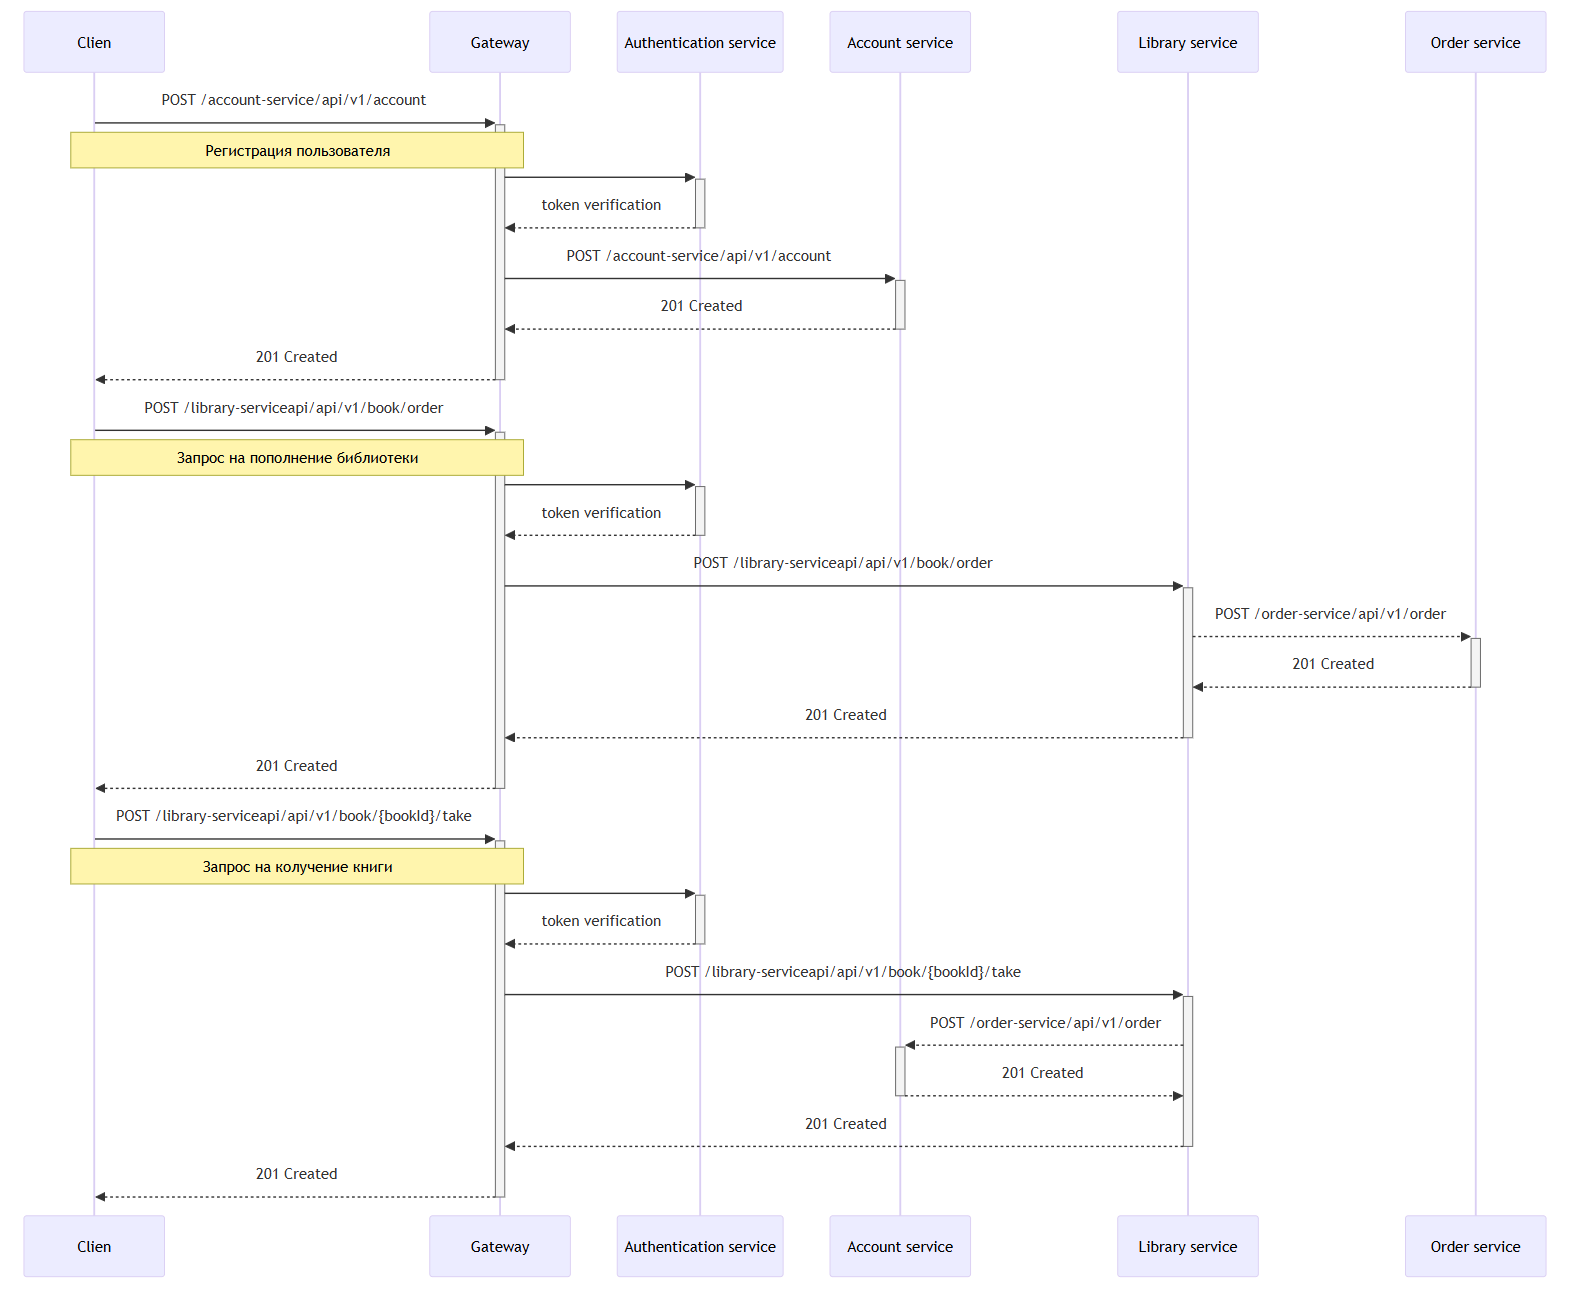 Clien
Gateway
Authentication service
Account service
Library service
Order service
POST /account-service/api/v1/account
Регистрация пользователя
token verification
POST /account-service/api/v1/account
201 Created
201 Created
POST /library-serviceapi/api/v1/book/order
Запрос на пополнение библиотеки
token verification
POST /library-serviceapi/api/v1/book/order
POST /order-service/api/v1/order
201 Created
201 Created
201 Created
POST /library-serviceapi/api/v1/book/{bookId}/take
Запрос на колучение книги
token verification
POST /library-serviceapi/api/v1/book/{bookId}/take
POST /order-service/api/v1/order
201 Created
201 Created
201 Created
Clien
Gateway
Authentication service
Account service
Library service
Order service